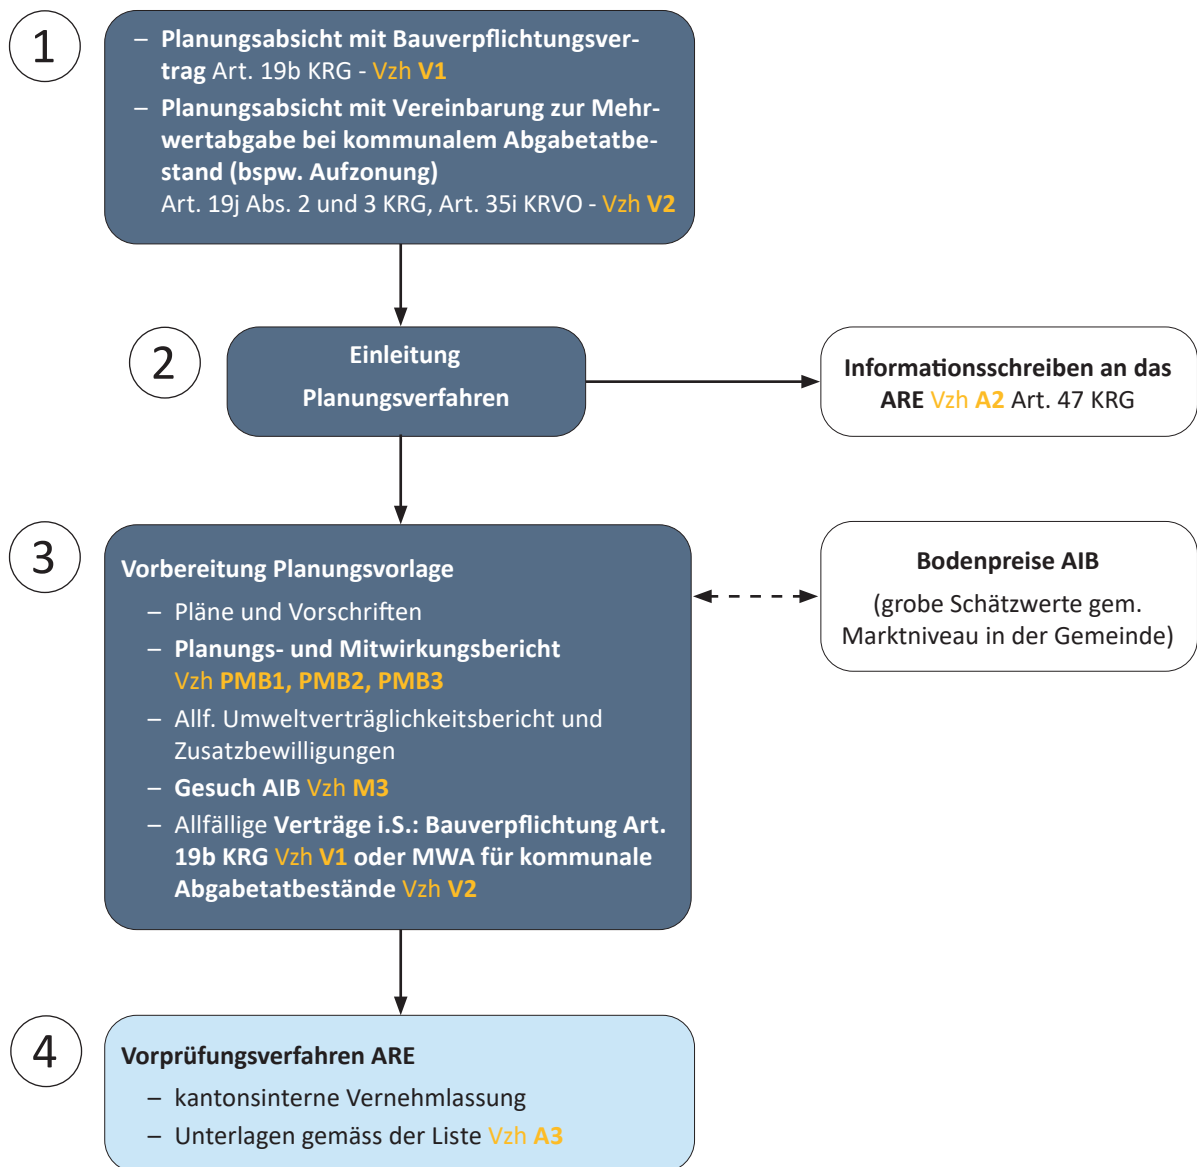 1
– Planungsabsicht mit Bauverpflichtungsver-
trag Art. 19b KRG - Vzh V1
– Planungsabsicht mit Vereinbarung zur Mehr-
wertabgabe bei kommunalem Abgabetatbe-
stand (bspw. Aufzonung)
Art. 19j Abs. 2 und 3 KRG, Art. 35i KRVO - Vzh V2
2
Einleitung
Planungsverfahren
Informationsschreiben an das
ARE Vzh A2 Art. 47 KRG
3
Vorbereitung Planungsvorlage
– Pläne und Vorschriften
– Planungs- und Mitwirkungsbericht
Vzh PMB1, PMB2, PMB3
– Allf. Umweltverträglichkeitsbericht und
Zusatzbewilligungen
– Gesuch AIB Vzh M3
– Allfällige Verträge i.S.: Bauverpflichtung Art.
19b KRG Vzh V1 oder MWA für kommunale
Abgabetatbestände Vzh V2
Bodenpreise AIB
(grobe Schätzwerte gem.
Marktniveau in der Gemeinde)
4
Vorprüfungsverfahren ARE
– kantonsinterne Vernehmlassung
– Unterlagen gemäss der Liste Vzh A3